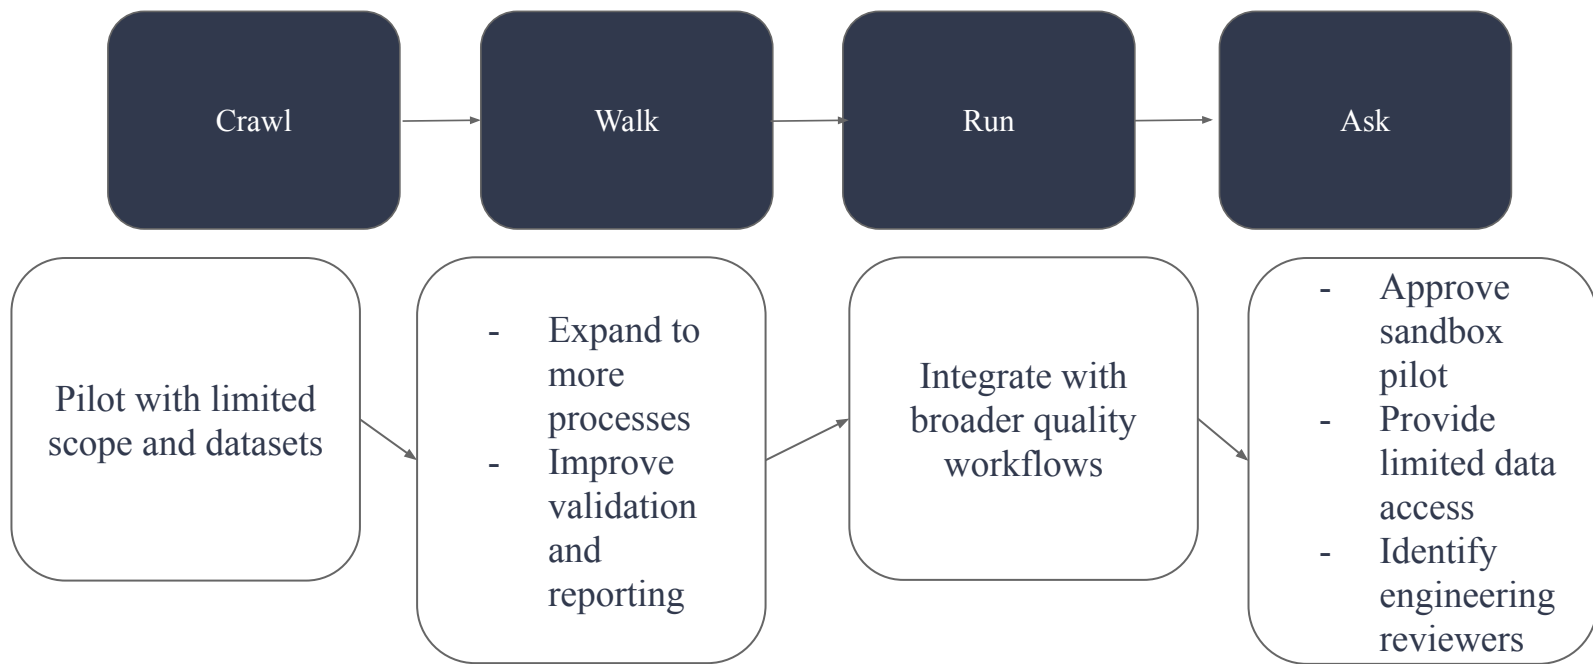 Crawl
Walk
Run
Ask
Pilot with limited
scope and datasets
- Expand to
more
processes
- Improve
validation
and
reporting
Integrate with
broader quality
workflows
- Approve
sandbox
pilot
- Provide
limited data
access
- Identify
engineering
reviewers